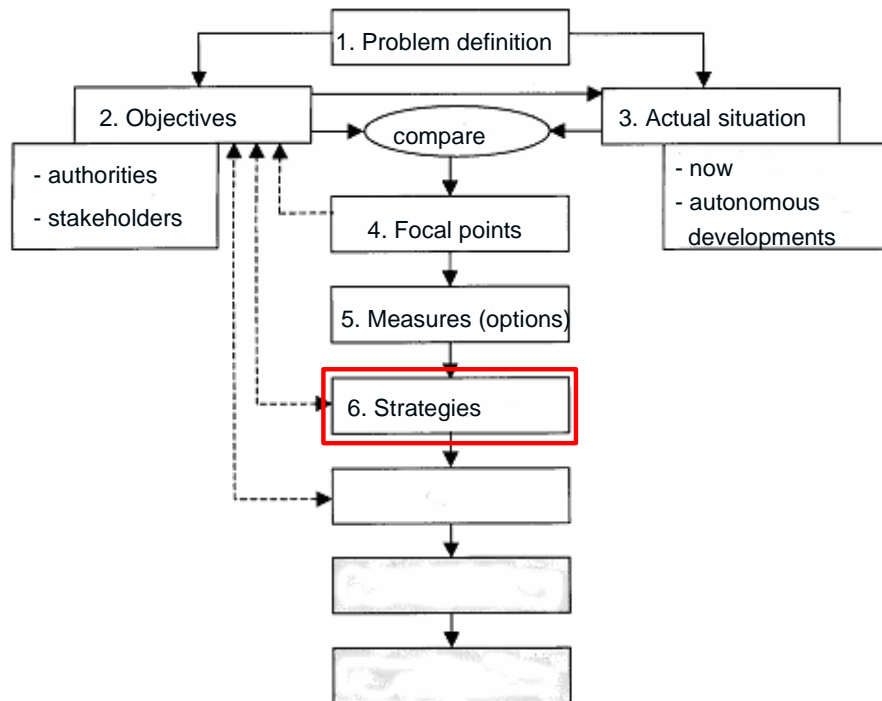 1. Problem definition
2. Objectives
3. Actual situation
compare
- authorities
- stakeholders
- now
- autonomous
developments
4. Focal points
5. Measures (options)
6. Strategies